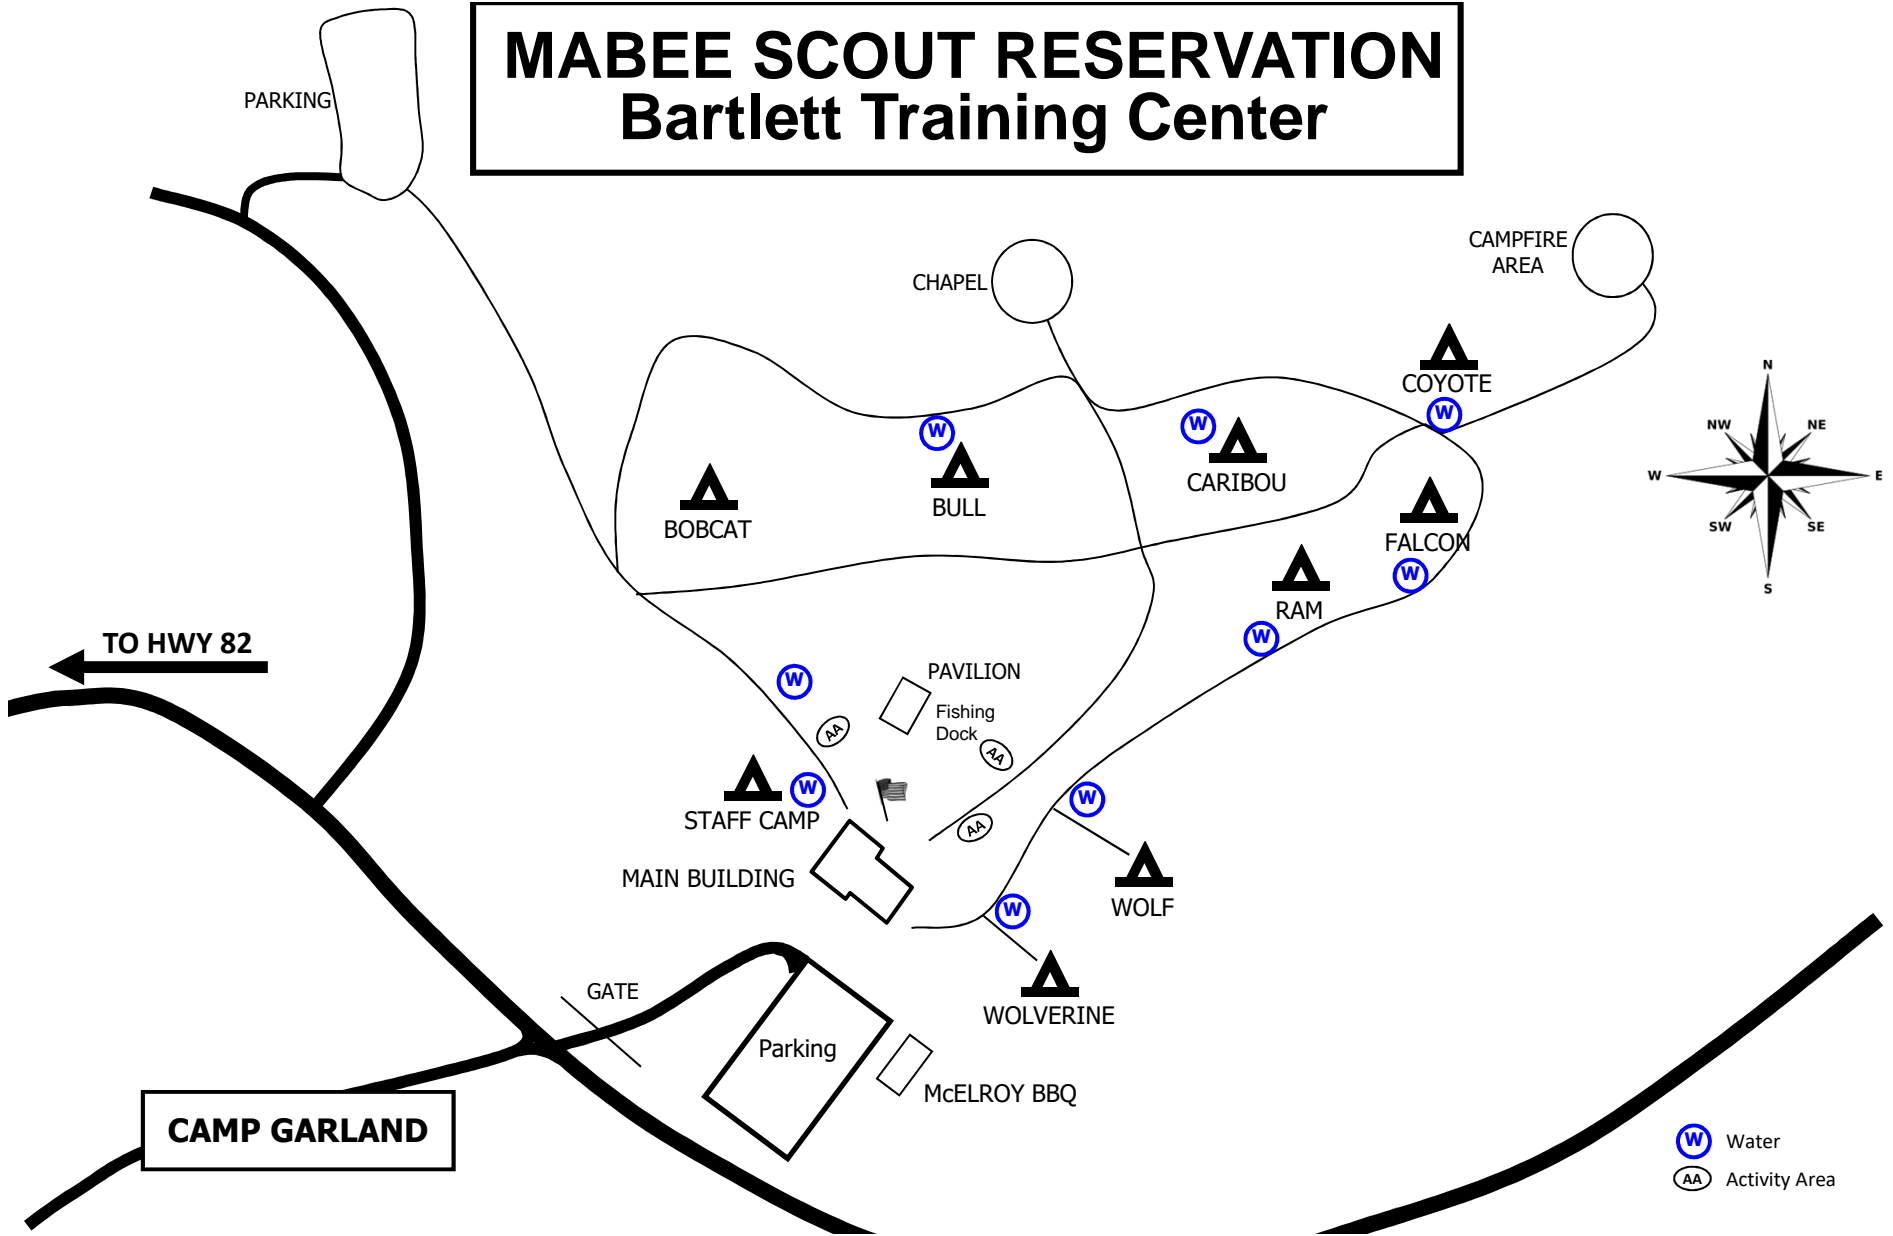 MABEE SCOUT RESERVATION
Bartlett Training Center
PARKING
CHAPEL
CAMPFIRE
AREA
COYOTE
W
W
BULL
W
CARIBOU
BOBCAT
FALCON
W
RAM
W
N
NW
NE
W
E
SW
SE
S
TO HWY 82
W
PAVILION
Fishing
Dock
AA
AA
STAFF CAMP
W
AA
W
MAIN BUILDING
WOLF
W
WOLVERINE
GATE
Parking
McELROY BBQ
CAMP GARLAND
W Water
AA Activity Area